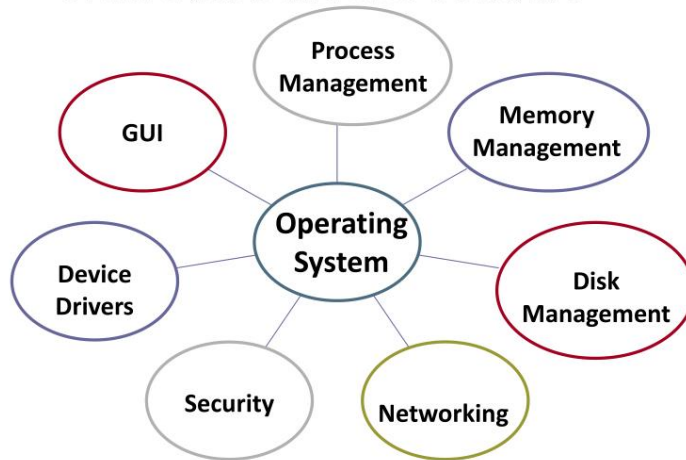 Process
Management
Memory
Management
GUI
Operating
System
Device
Drivers
Disk
Management
Security
Networking